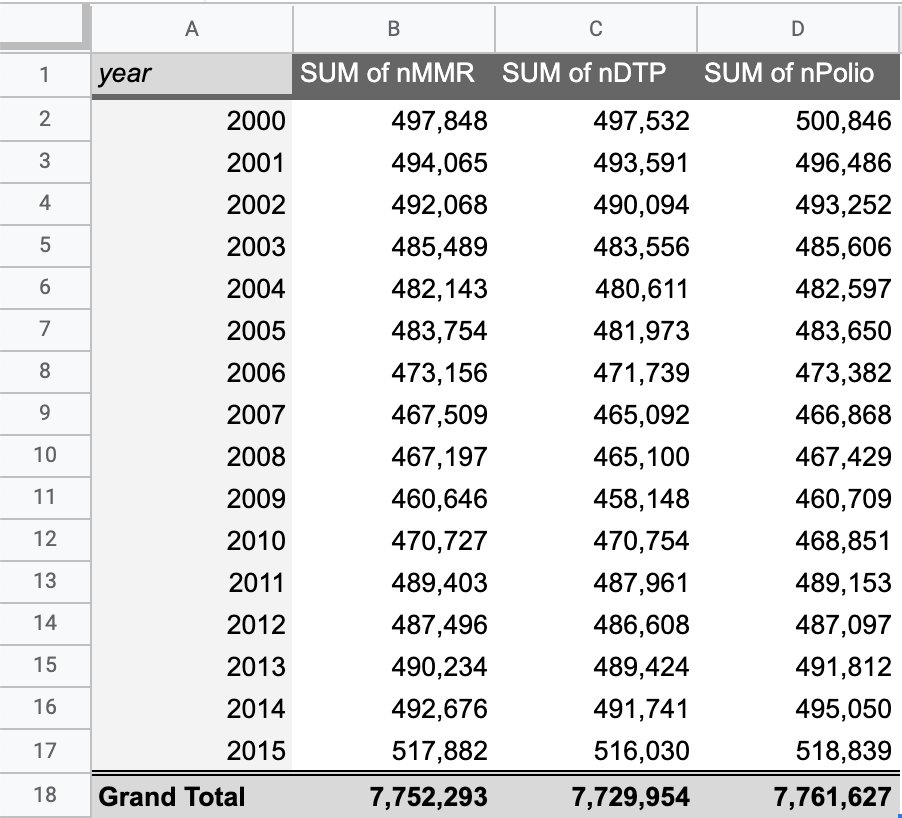 A B C D
1 year SUM of nMMR SUM of nDTP SUM of nPolio
2 2000 497,848 497,532 500,846
3 2001 494,065 493,591 496,486
4 2002 492,068 490,094 493,252
5 2003 485,489 483,556 485,606
6 2004 482,143 480,611 482,597
7 2005 483,754 481,973 483,650
8 2006 473,156 471,739 473,382
9 2007 467,509 465,092 466,868
10 2008 467,197 465,100 467,429
11 2009 460,646 458,148 460,709
12 2010 470,727 470,754 468,851
13 2011 489,403 487,961 489,153
14 2012 487,496 486,608 487,097
15 2013 490,234 489,424 491,812
16 2014 492,676 491,741 495,050
17 2015 517,882 516,030 518,839
18 Grand Total 7,752,293 7,729,954 7,761,627